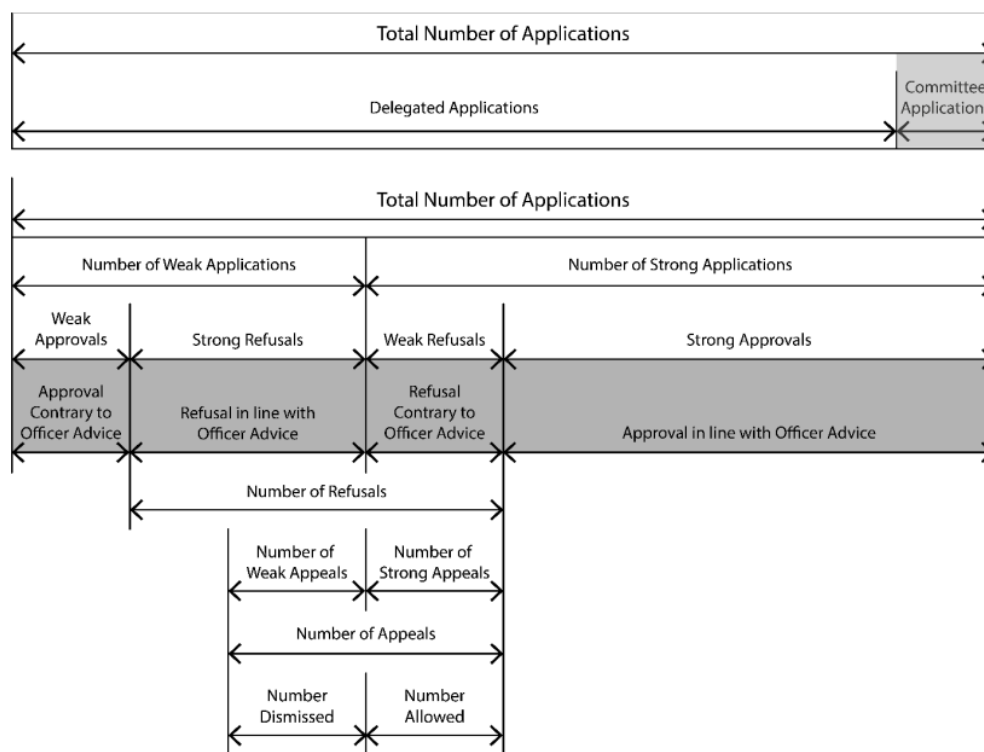 Total Number of Applications
Delegated Applications
Committee
Application
Total Number of Applications
Number of Weak Applications
Number of Strong Applications
Weak
Approvals
Strong Refusals
Weak Refusals
Strong Approvals
Approval
Contrary to
Officer Advice
Refusal in line with
Officer Advice
Refusal
Contrary to
Officer Advice
Approval in line with Officer Advice
Number of Refusals
Number of
Weak Appeals
Number of
Strong Appeals
Number of Appeals
Number
Dismissed
Number
Allowed